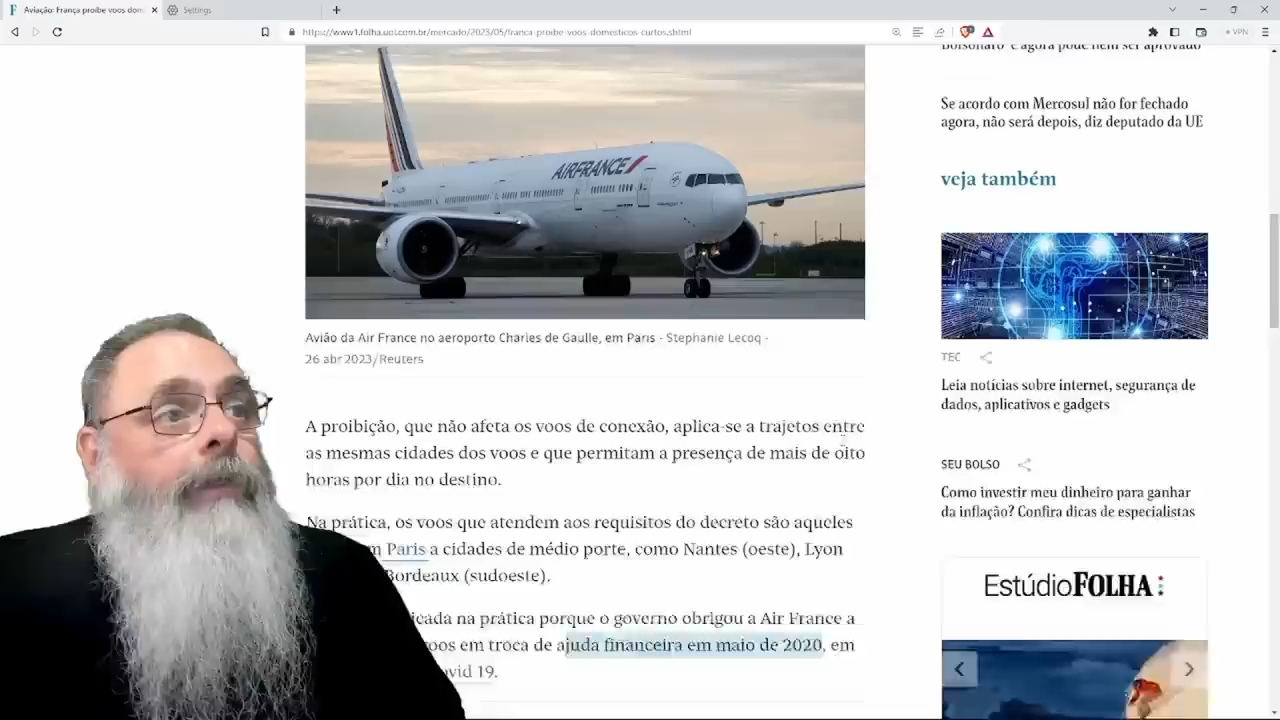 Aviação: França proíbe voos dom
Settings
https://www1.folha.uol.com.br/mercado/2023/05/franca-proibe-voos-domesticos-curtos.shtml
VPN
Bolsonaro e agora pode nem ser aprovado
Se acordo com Mercosul não for fechado
agora, não será depois, diz deputado da UE
veja também
AIRFRANCE
Avião da Air France no aeroporto Charles de Gaulle, em Paris - Stephanie Lecoq -
26 abr 2023/Reuters
TEC
Leia notícias sobre internet, segurança de
dados, aplicativos e gadgets
A proibição, que não afeta os voos de conexão, aplica-se a trajetos entre
as mesmas cidades dos voos e que permitam a presença de mais de oito
horas por dia no destino.
SEU BOLSO
Como investir meu dinheiro para ganhar
da inflação? Confira dicas de especialistas
Na prática, os voos que atendem aos requisitos do decreto são aqueles
Paris a cidades de médio porte, como Nantes (oeste), Lyon
Bordeaux (sudoeste).
EstúdioFOLHA:
cada na prática porque o governo obrigou a Air France a
oos em troca de ajuda financeira em maio de 2020, em
vid 19.